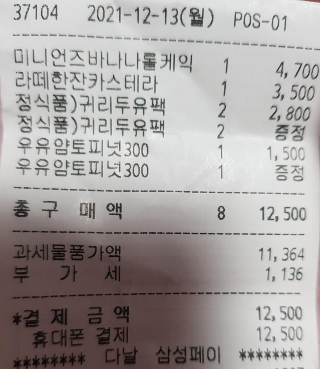 37104 2021-12-13(월) POS-01
미니언즈바나나롤케익 1 4,700
라떼한잔카스테라 1 3,500
정식품)귀리두유팩 2 2,800
정식품)귀리두유팩 2 증정
우유얌토피넛300 1 1,500
우유얌토피넛300 1 증정
총 구 매 액 8 12,500
과세물품가액 11,364
부 가 세 1,136
*결 제 금 액 12,500
휴대폰 결제 12,500
******** 다날 삼성페이 ********